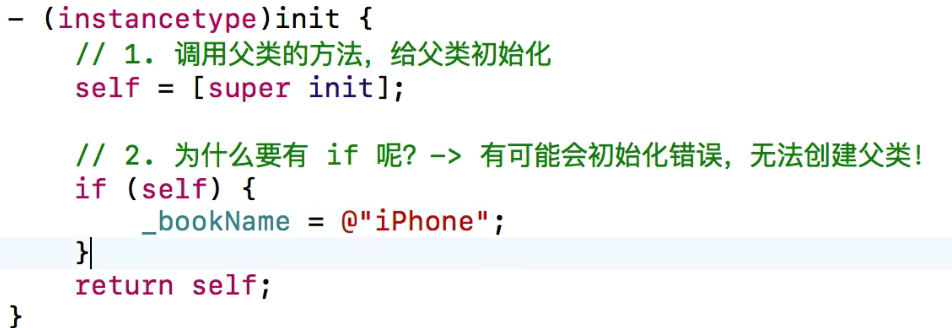 - (instancetype)init {
    // 1. 调用父类的方法，给父类初始化
    self = [super init];
    // 2. 为什么要有 if 呢？-> 有可能会初始化错误，无法创建父类！
    if (self) {
        _bookName = @"iPhone";
    }
    return self;
}